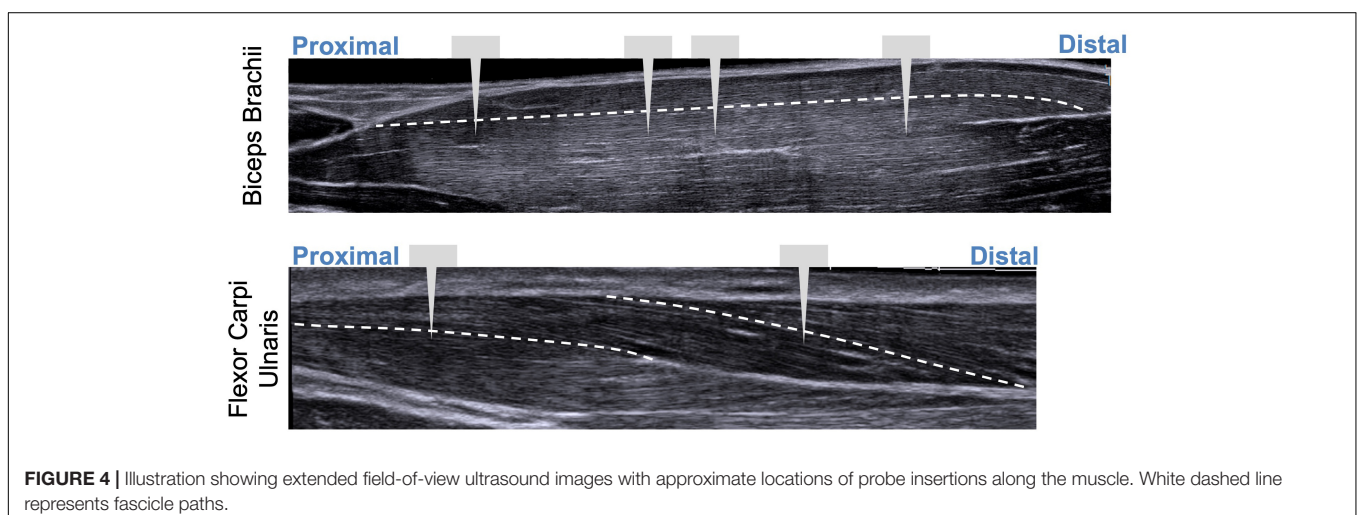 Proximal
Distal
Biceps Brachii
Proximal
Distal
Flexor Carpi
Ulnaris
FIGURE 4 | Illustration showing extended field-of-view ultrasound images with approximate locations of probe insertions along the muscle. White dashed line
represents fascicle paths.